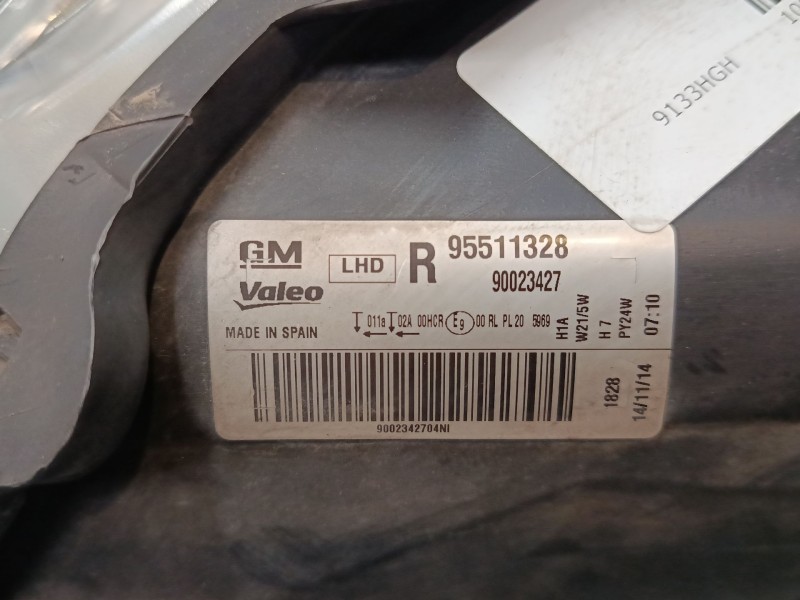 10
9133HGH
GM LHD R 95511328
Valeo 90023427
MADE IN SPAIN 011a 02A 00HCR E9 00 RL PL 20 5969
H1A
W21/5W
H 7
PY24W
07:10
1828
14/11/14
9002342704NI